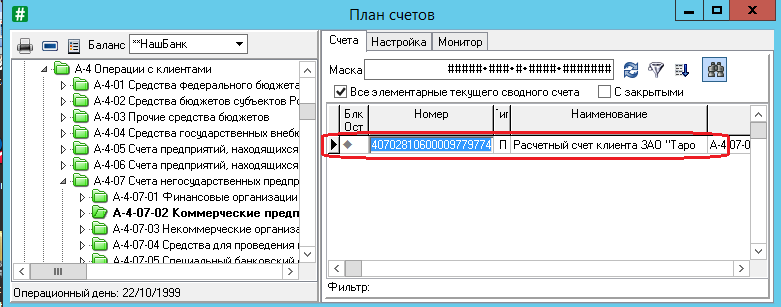 План счетов
Баланс **НашБанк
А-4 Операции с клиентами
А-4-01 Средства федерального бюджета
А-4-02 Средства бюджетов субъектов Ро
А-4-03 Прочие средства бюджетов
А-4-04 Средства государственных внебю
А-4-05 Счета предприятий, находящихся
А-4-06 Счета предприятий, находящихся
А-4-07 Счета негосударственных предпр
А-4-07-01 Финансовые организации
А-4-07-02 Коммерческие предп
А-4-07-03 Некоммерческие организа
А-4-07-04 Средства для проведения
А-4-07-05 Специальный банковский
Операционный день: 22/10/1999
Счета Настройка Монитор
Маска #####*###*#*####*#######
Все элементарные текущего сводного счета С закрытыми
Блк Ост Номер Тип Наименование
40702810600009779774 П Расчетный счет клиента ЗАО "Таро А-4-07-0
Фильтр: